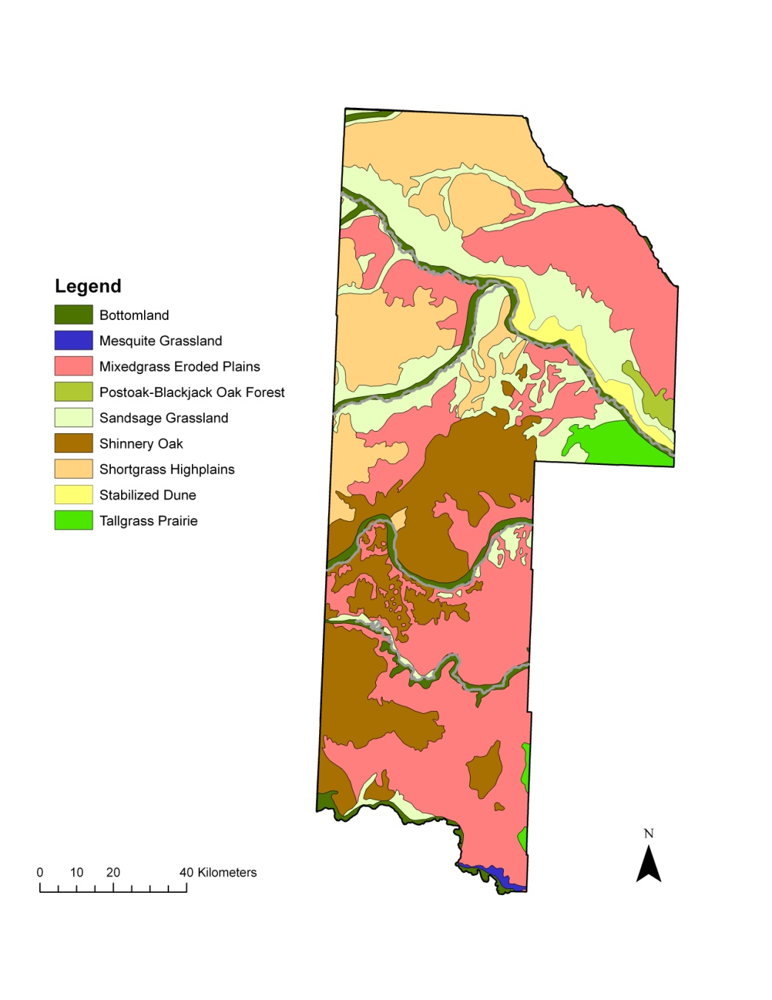 Legend
Bottomland
Mesquite Grassland
Mixedgrass Eroded Plains
Postoak-Blackjack Oak Forest
Sandsage Grassland
Shinnery Oak
Shortgrass Highplains
Stabilized Dune
Tallgrass Prairie
N
0 10 20 40 Kilometers